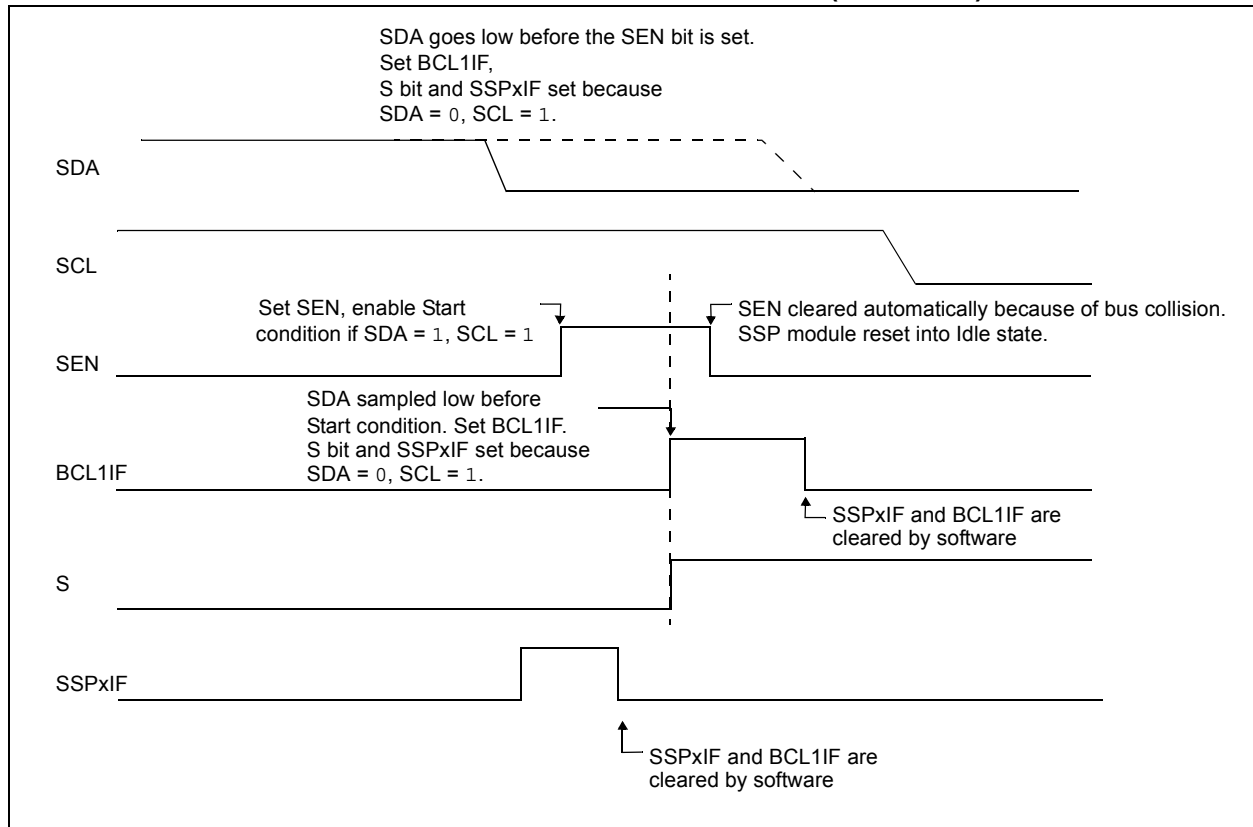 SDA goes low before the SEN bit is set.
Set BCL1IF,
S bit and SSPxIF set because
SDA = 0, SCL = 1.
SDA
SCL
Set SEN, enable Start
condition if SDA = 1, SCL = 1
SEN cleared automatically because of bus collision.
SSP module reset into Idle state.
SEN
SDA sampled low before
Start condition. Set BCL1IF.
S bit and SSPxIF set because
SDA = 0, SCL = 1.
BCL1IF
SSPxIF and BCL1IF are
cleared by software
S
SSPxIF
SSPxIF and BCL1IF are
cleared by software